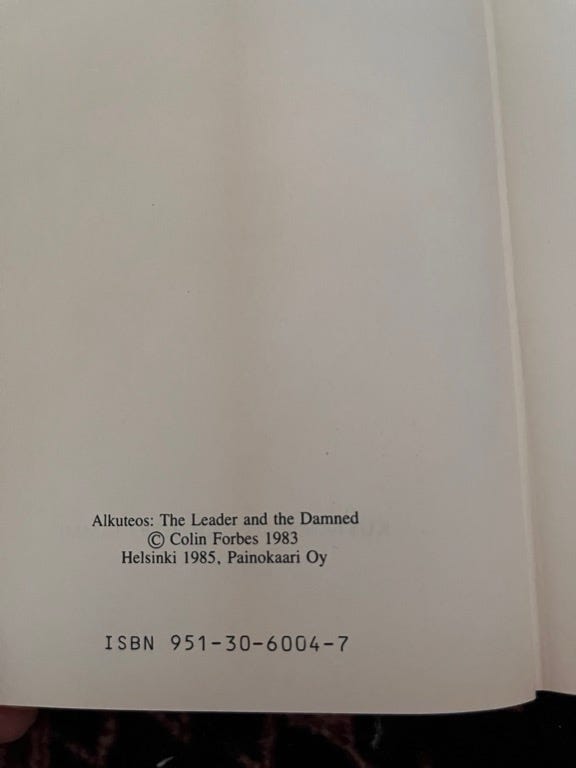 Alkuteos: The Leader and the Damned
© Colin Forbes 1983
Helsinki 1985, Painokaari Oy
ISBN 951-30-6004-7